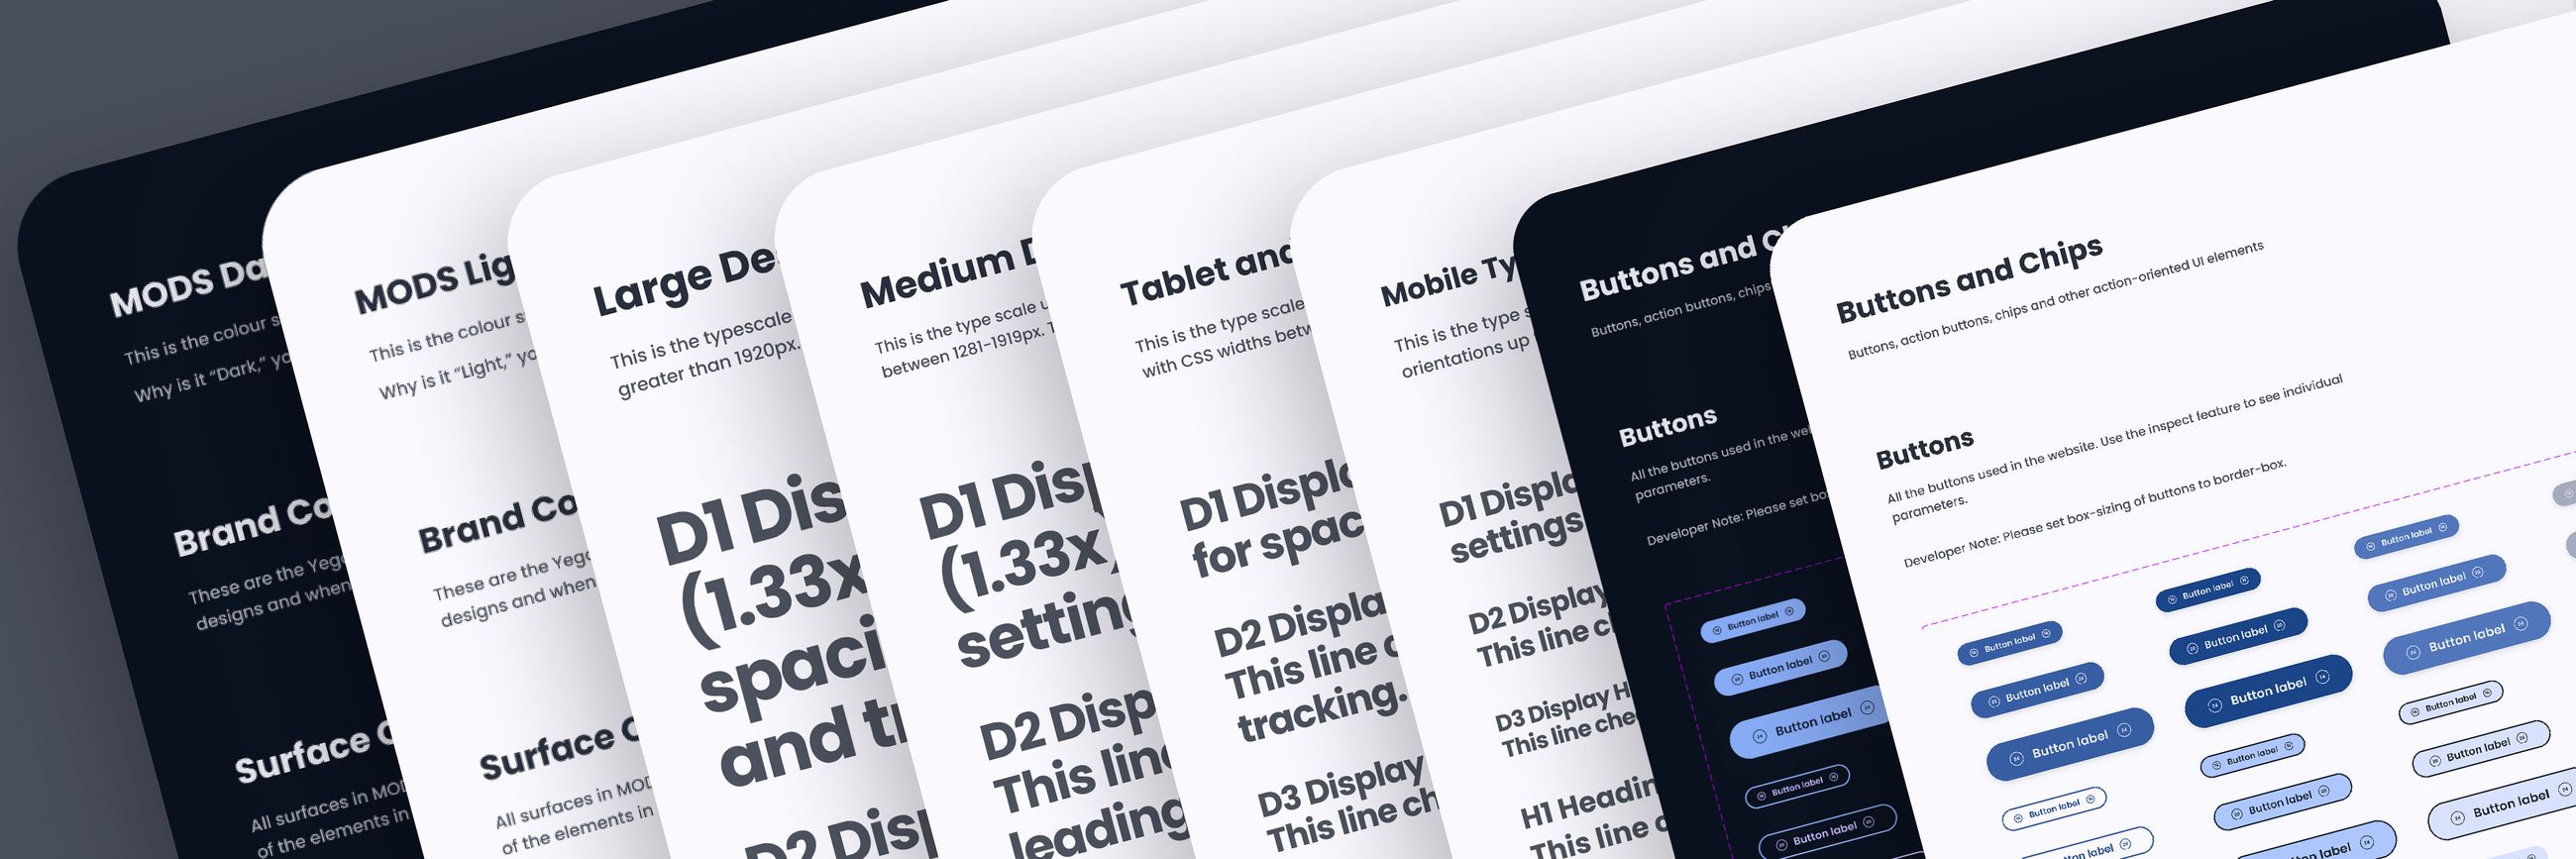 MODS Da
This is the colour s
Why is it “Dark,” yo
Brand Co
These are the Yego
designs and when
Surface C
All surfaces in MOD
of the elements in
MODS Lig
This is the colour s
Why is it “Light,” yo
Brand Co
These are the Yeg
designs and when
Surface C
All surfaces in MOD
of the elements in
Large Des
This is the typescale
greater than 1920px.
D1 Dis
(1.33x
spaci
and tr
D2 Disp
Medium D
This is the type scale u
between 1281-1919px. T
D1 Disp
(1.33x)
setting
D2 Disp
This line
leading
Tablet and
This is the type scale
with CSS widths betw
D1 Displa
for spac
D2 Displa
This line c
tracking.
D3 Display
This line ch
Mobile Ty
This is the type s
orientations up
D1 Displa
settings
D2 Display
This line c
D3 Display H
This line che
H1 Headin
This line c
Buttons and C
Buttons, action buttons, chips
Buttons
All the buttons used in the we
parameters.
Developer Note: Please set bo
Button label
Button label
Button label
Button label
Button label
Buttons and Chips
Buttons, action buttons, chips and other action-oriented UI elements
Buttons
All the buttons used in the website. Use the inspect feature to see individual
parameters.
Developer Note: Please set box-sizing of buttons to border-box.
Button label
Button label
Button label
Button label
Button label
Button label
Button label
Button label
Button label
Button label
tton label
Button label
Button label
Button label
Button label
Button label
Button label